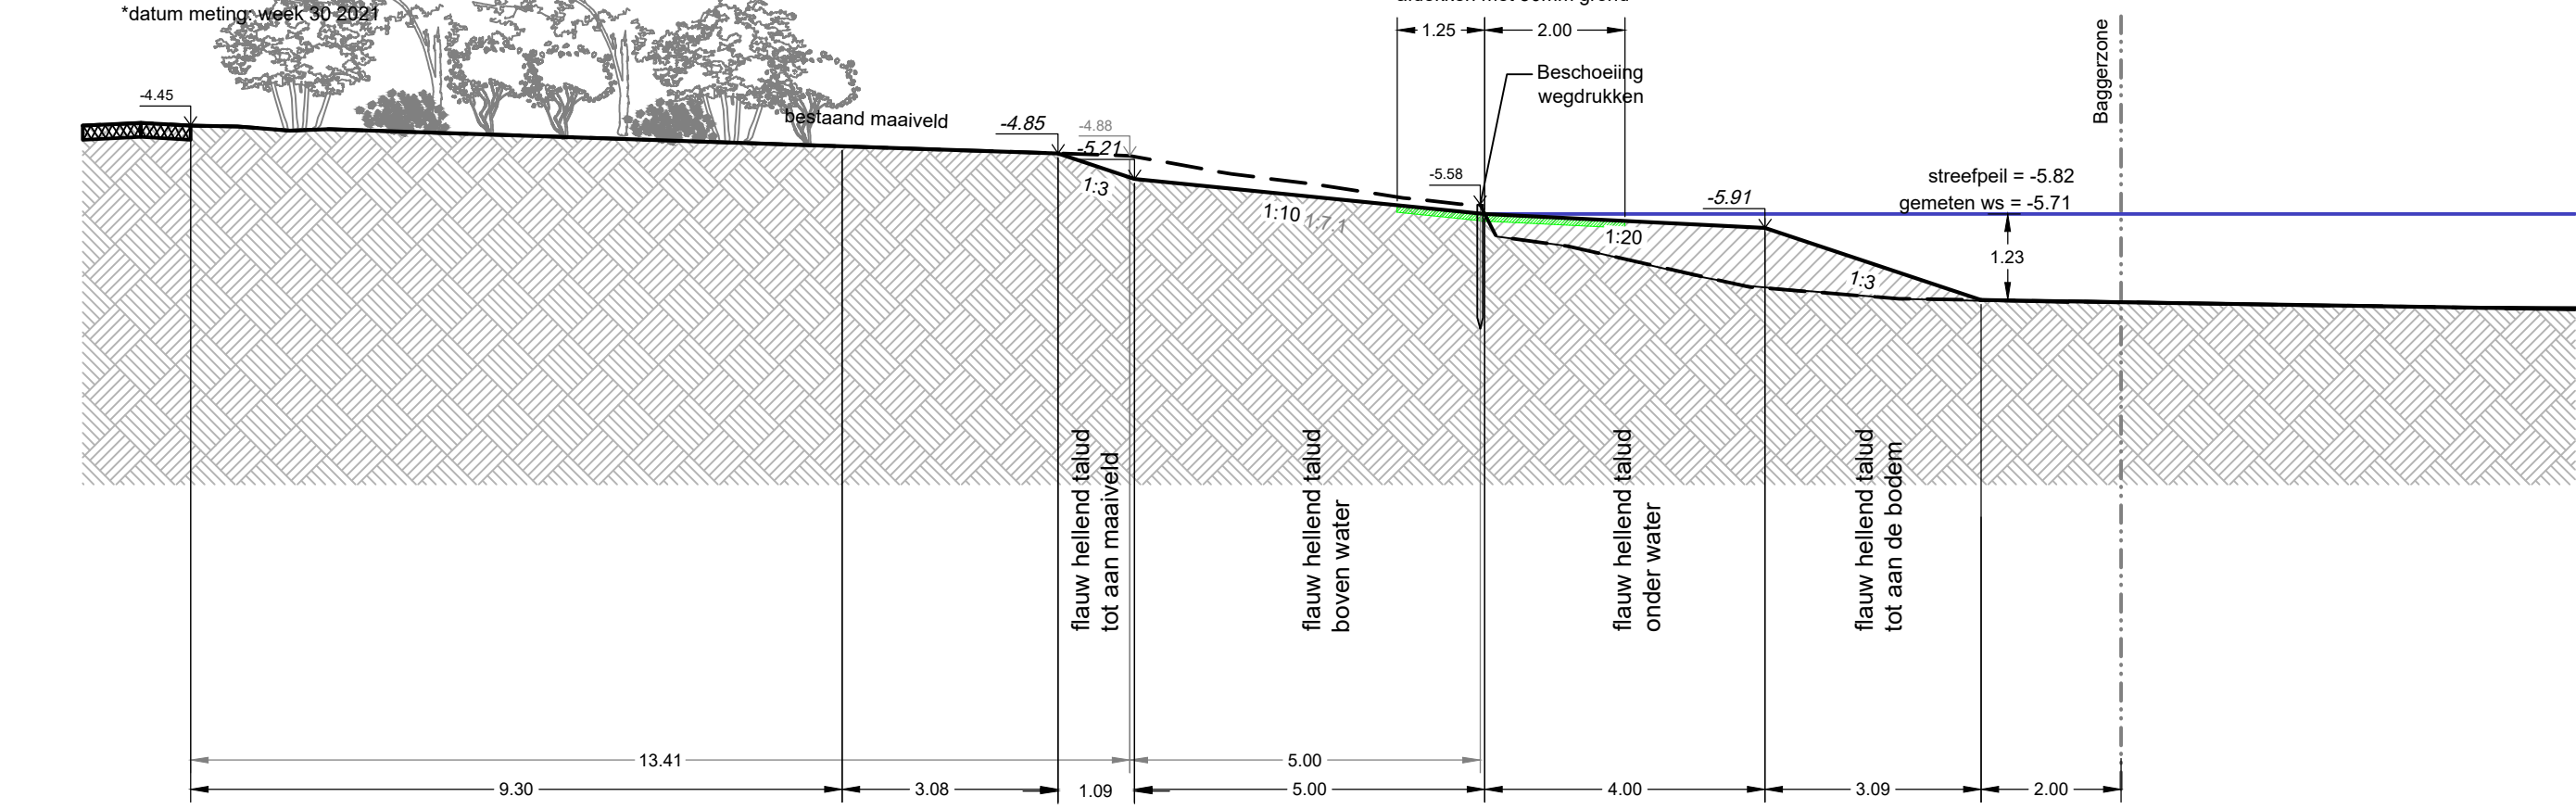 *datum meting: week 30 2021
1.25
2.00
Beschoeiing
wegdrukken
Baggerzone
-4.45
bestaand maaiveld
-4.85
-4.88
-5.21
1:3
-5.58
1:10
1:7.1
-5.91
1:20
1:3
streefpeil = -5.82
gemeten ws = -5.71
1.23
flauw hellend talud
tot aan maaiveld
flauw hellend talud
boven water
flauw hellend talud
onder water
flauw hellend talud
tot aan de bodem
13.41
5.00
9.30
3.08
1.09
5.00
4.00
3.09
2.00